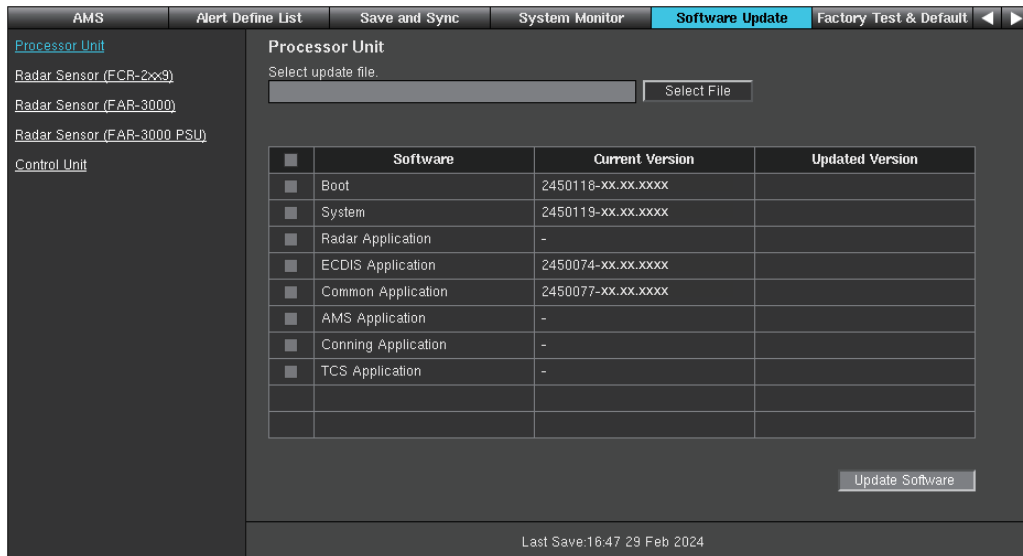 AMS Alert Define List Save and Sync System Monitor Software Update Factory Test & Default
Processor Unit
Radar Sensor (FCR-2xx9)
Radar Sensor (FAR-3000)
Radar Sensor (FAR-3000 PSU)
Control Unit
Processor Unit
Select update file.
Select File
Software Current Version Updated Version
Boot 2450118-xx.xx.xxxx
System 2450119-xx.xx.xxxx
Radar Application -
ECDIS Application 2450074-xx.xx.xxxx
Common Application 2450077-xx.xx.xxxx
AMS Application -
Conning Application -
TCS Application -
Update Software
Last Save:16:47 29 Feb 2024